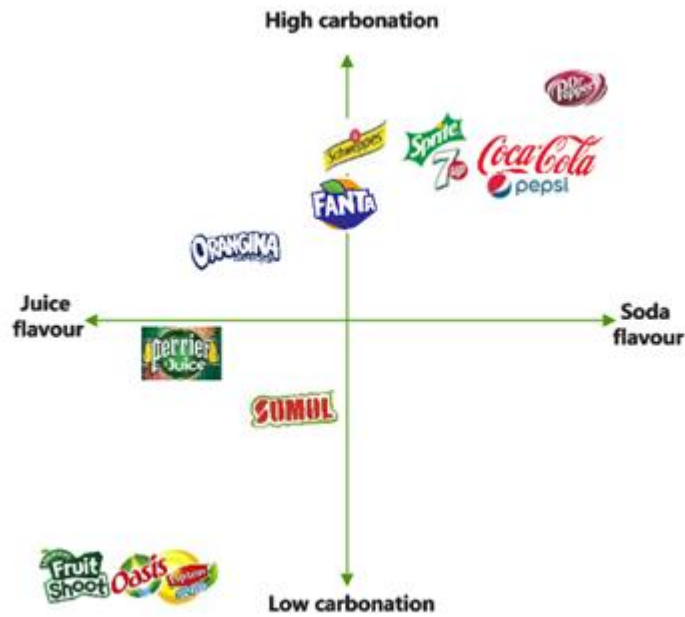 High carbonation
Dr Pepper
Schweppes
Sprite
7up
Coca-Cola
pepsi
FANTA
ORANGINA
Juice
flavour
Soda
flavour
perrier
Juice
SUMOL
Fruit
Shoot
Oasis
Lipton
Low carbonation